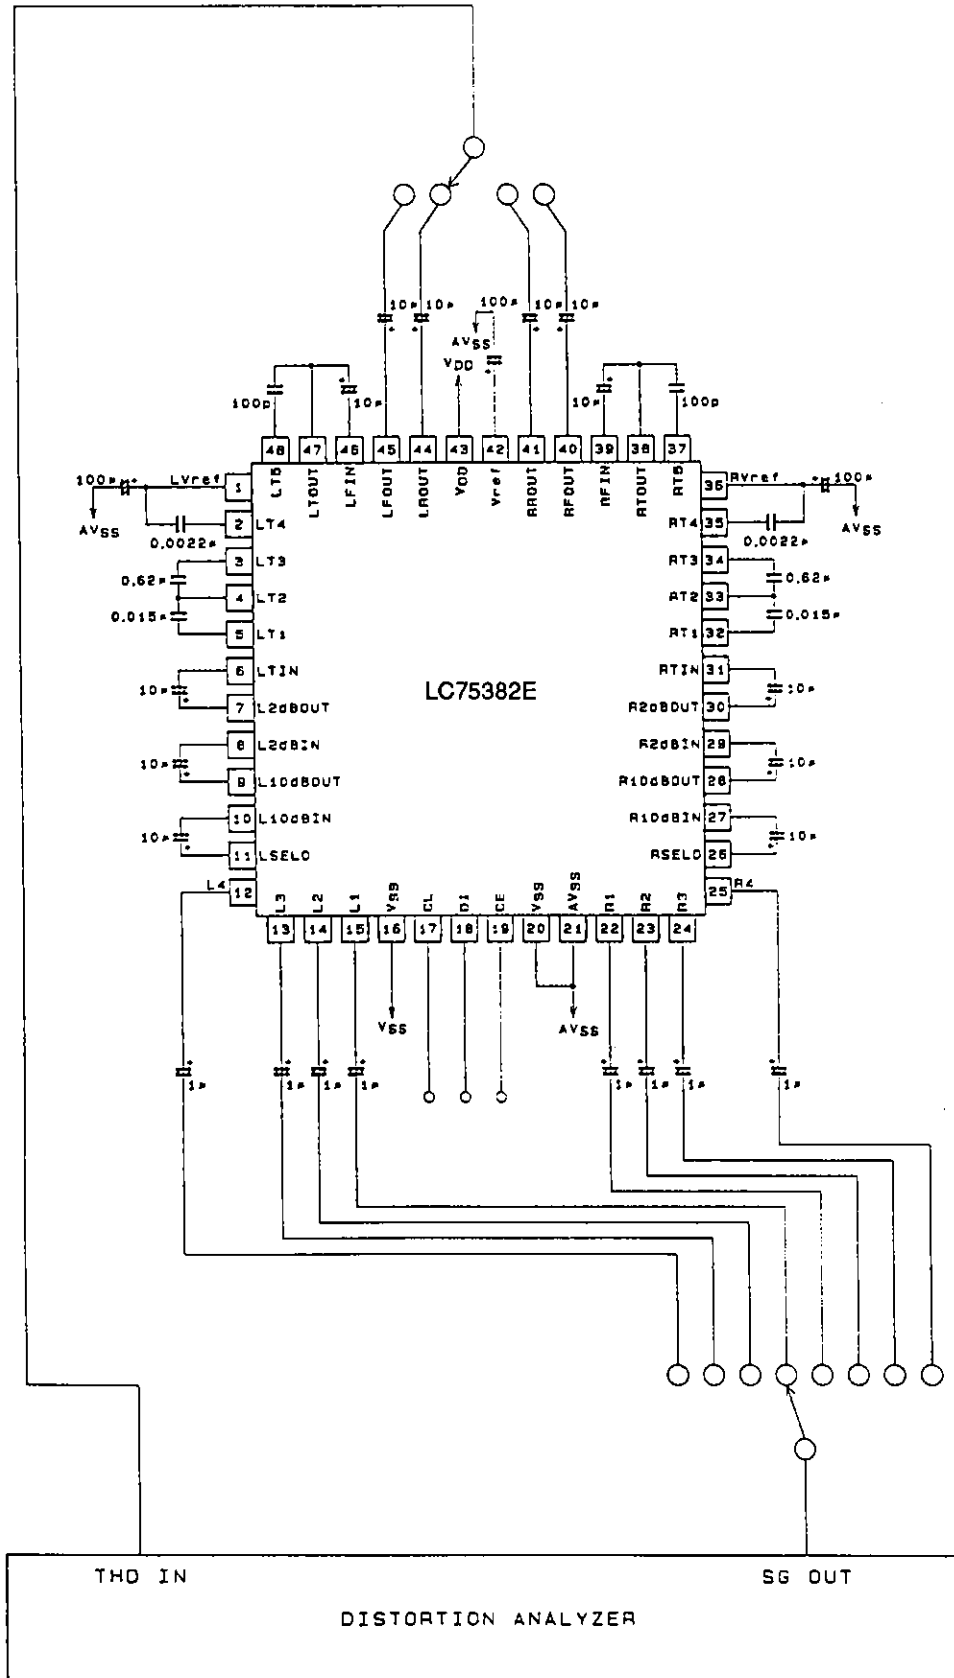 10μ 10μ 100μ 10μ 10μ
AVSS
VDD
100p 10μ 10μ 100p
48 47 46 45 44 43 42 41 40 39 38 37
LT5 LTOUT LFIN LFOUT LROUT VDD Vref RROUT RFOUT RFIN RTOUT RT5
100μ LVref 1 36 RVref 100μ
AVSS 2 LT4 RT4 35 AVSS
0.0022μ 0.0022μ
3 LT3 RT3 34
0.62μ 0.62μ
4 LT2 RT2 33
0.015μ 0.015μ
5 LT1 RT1 32
6 LTIN RTIN 31
10μ LC75382E 10μ
7 L2dBOUT R2dBOUT 30
8 L2dBIN R2dBIN 29
10μ 10μ
9 L10dBOUT R10dBOUT 28
10 L10dBIN R10dBIN 27
10μ 10μ
11 LSELO RSELO 26
L4 12 25 R4
L3 L2 L1 VSS CL DI CE VSS AVSS R1 R2 R3
13 14 15 16 17 18 19 20 21 22 23 24
VSS AVSS
1μ 1μ 1μ 1μ 1μ 1μ 1μ 1μ
THD IN SG OUT
DISTORTION ANALYZER